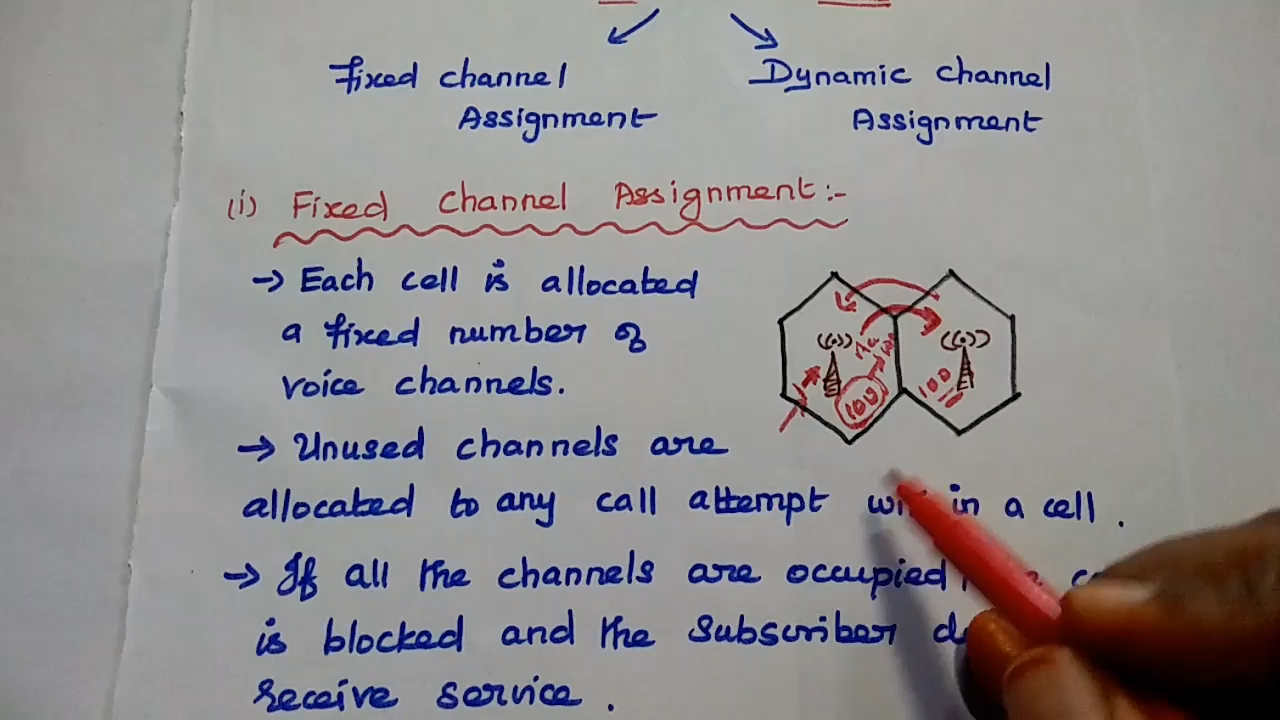 Fixed channel
Assignment
Dynamic channel
Assignment
(i) Fixed Channel Assignment:-
→ Each cell is allocated
a fixed number of
voice channels.
→ Unused channels are
allocated to any call attempt in a cell.
→ If all the channels are occupied
is blocked and the subscriber
receive service.
100
100